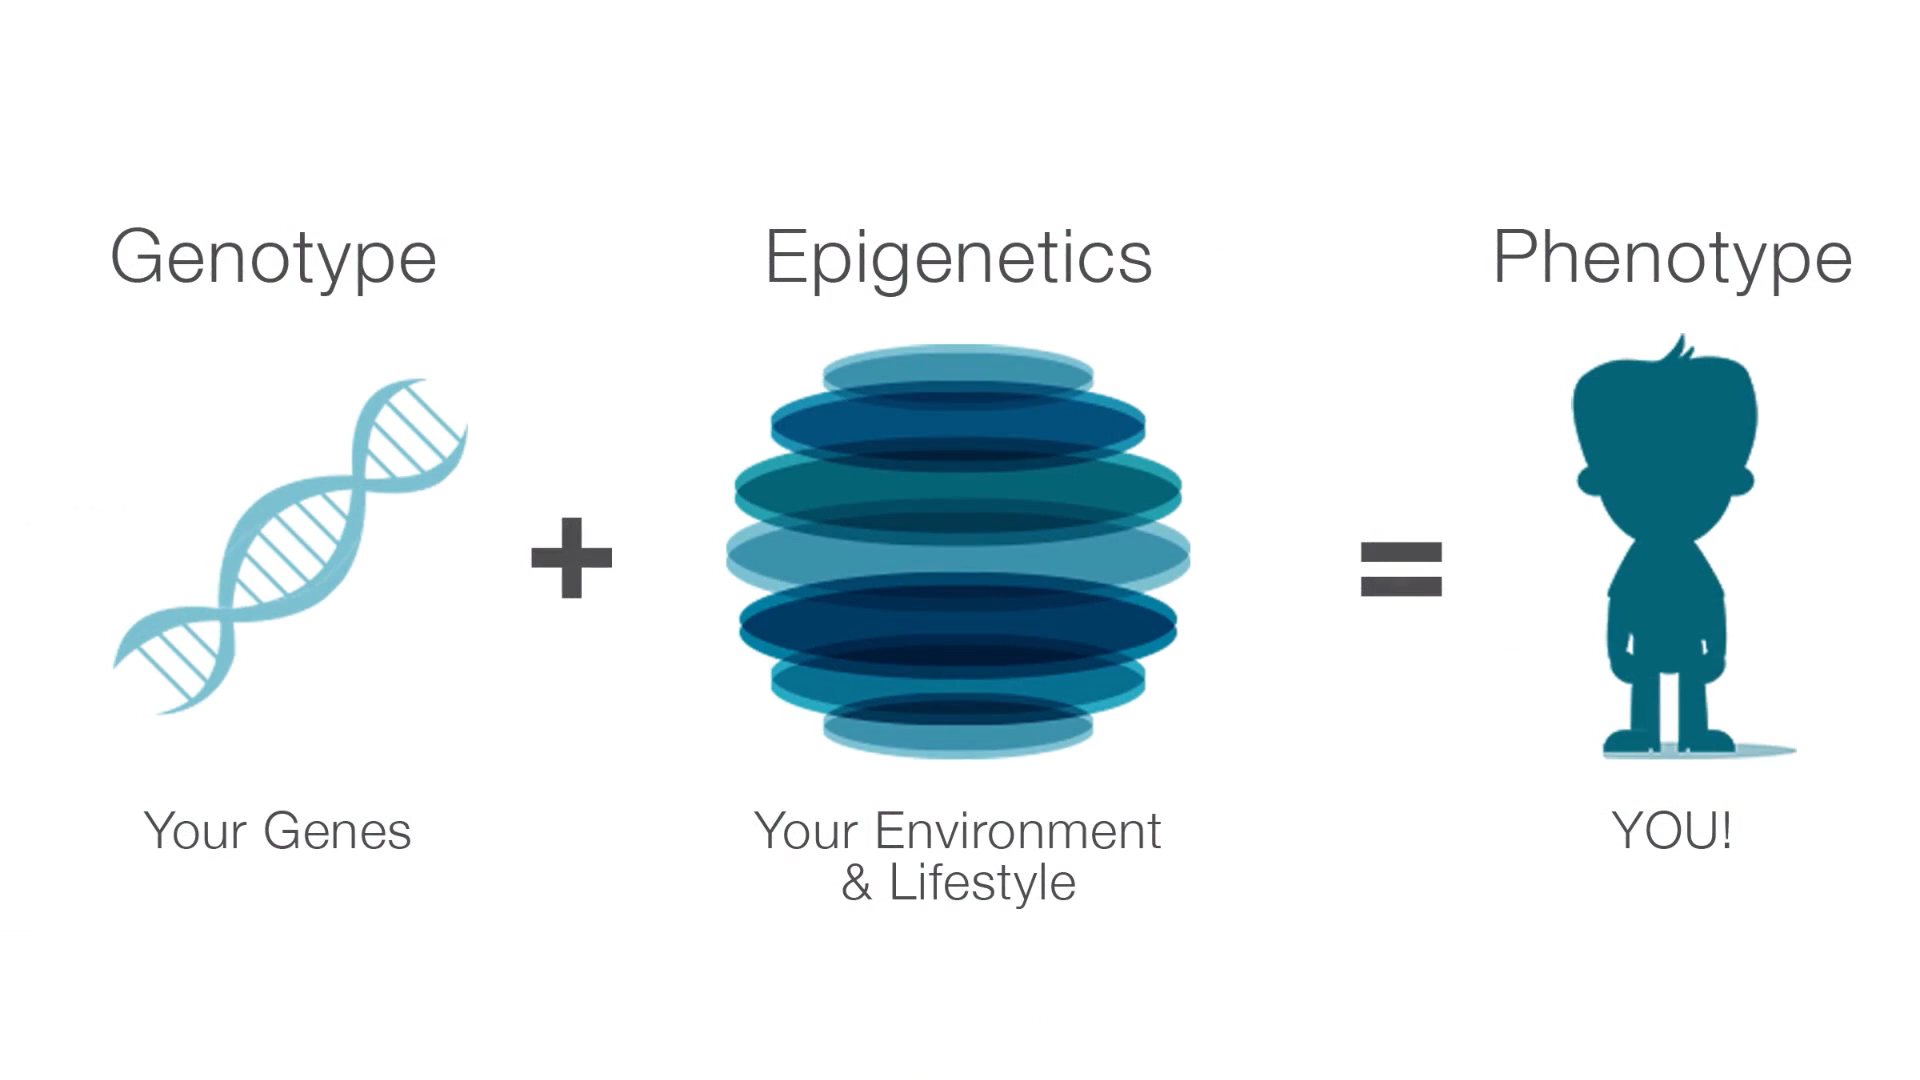 Genotype
Epigenetics
Phenotype
+
=
Your Genes
Your Environment
& Lifestyle
YOU!